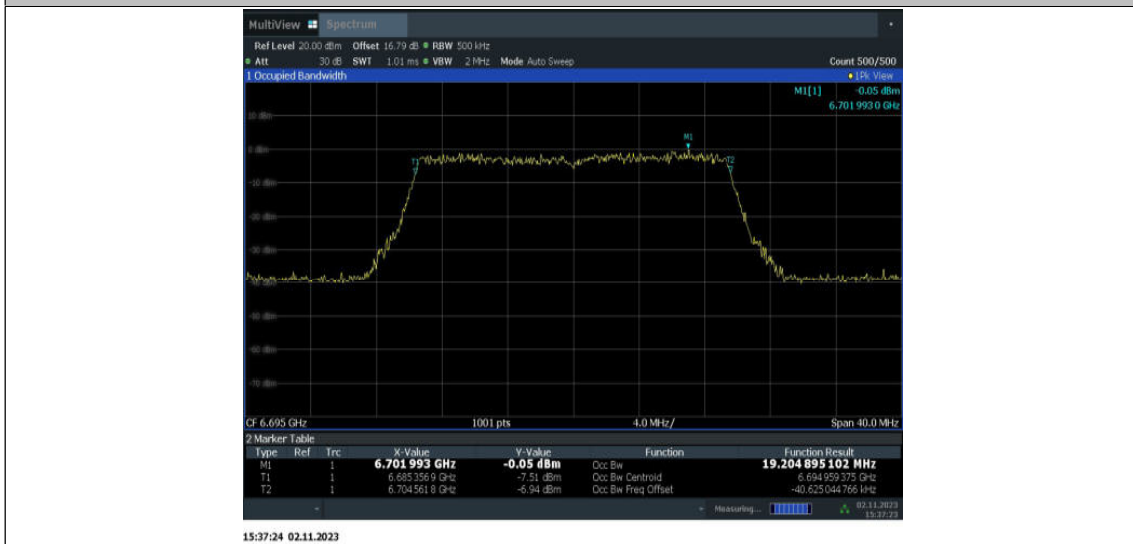 MultiView Spectrum
Ref Level 20.00 dBm Offset 16.79 dB RBW 500 kHz
Att 30 dB SWT 1.01 ms VBW 2 MHz Mode Auto Sweep Count 500/500
1 Occupied Bandwidth 1Pk View
M1[1] -0.05 dBm
6.701 993 0 GHz
10 dBm
M1
0 dBm
T1 T2
-10 dBm
-20 dBm
-30 dBm
-40 dBm
-50 dBm
-60 dBm
-70 dBm
CF 6.695 GHz 1001 pts 4.0 MHz/ Span 40.0 MHz
2 Marker Table
Type Ref Trc X-Value Y-Value Function Function Result
M1 1 6.701 993 GHz -0.05 dBm Occ Bw 19.204 895 102 MHz
T1 1 6.685 356 9 GHz -7.51 dBm Occ Bw Centroid 6.694 959 375 GHz
T2 1 6.704 561 8 GHz -6.94 dBm Occ Bw Freq Offset -40.625 044 766 kHz
Measuring... 02.11.2023
15:37:23
15:37:24 02.11.2023